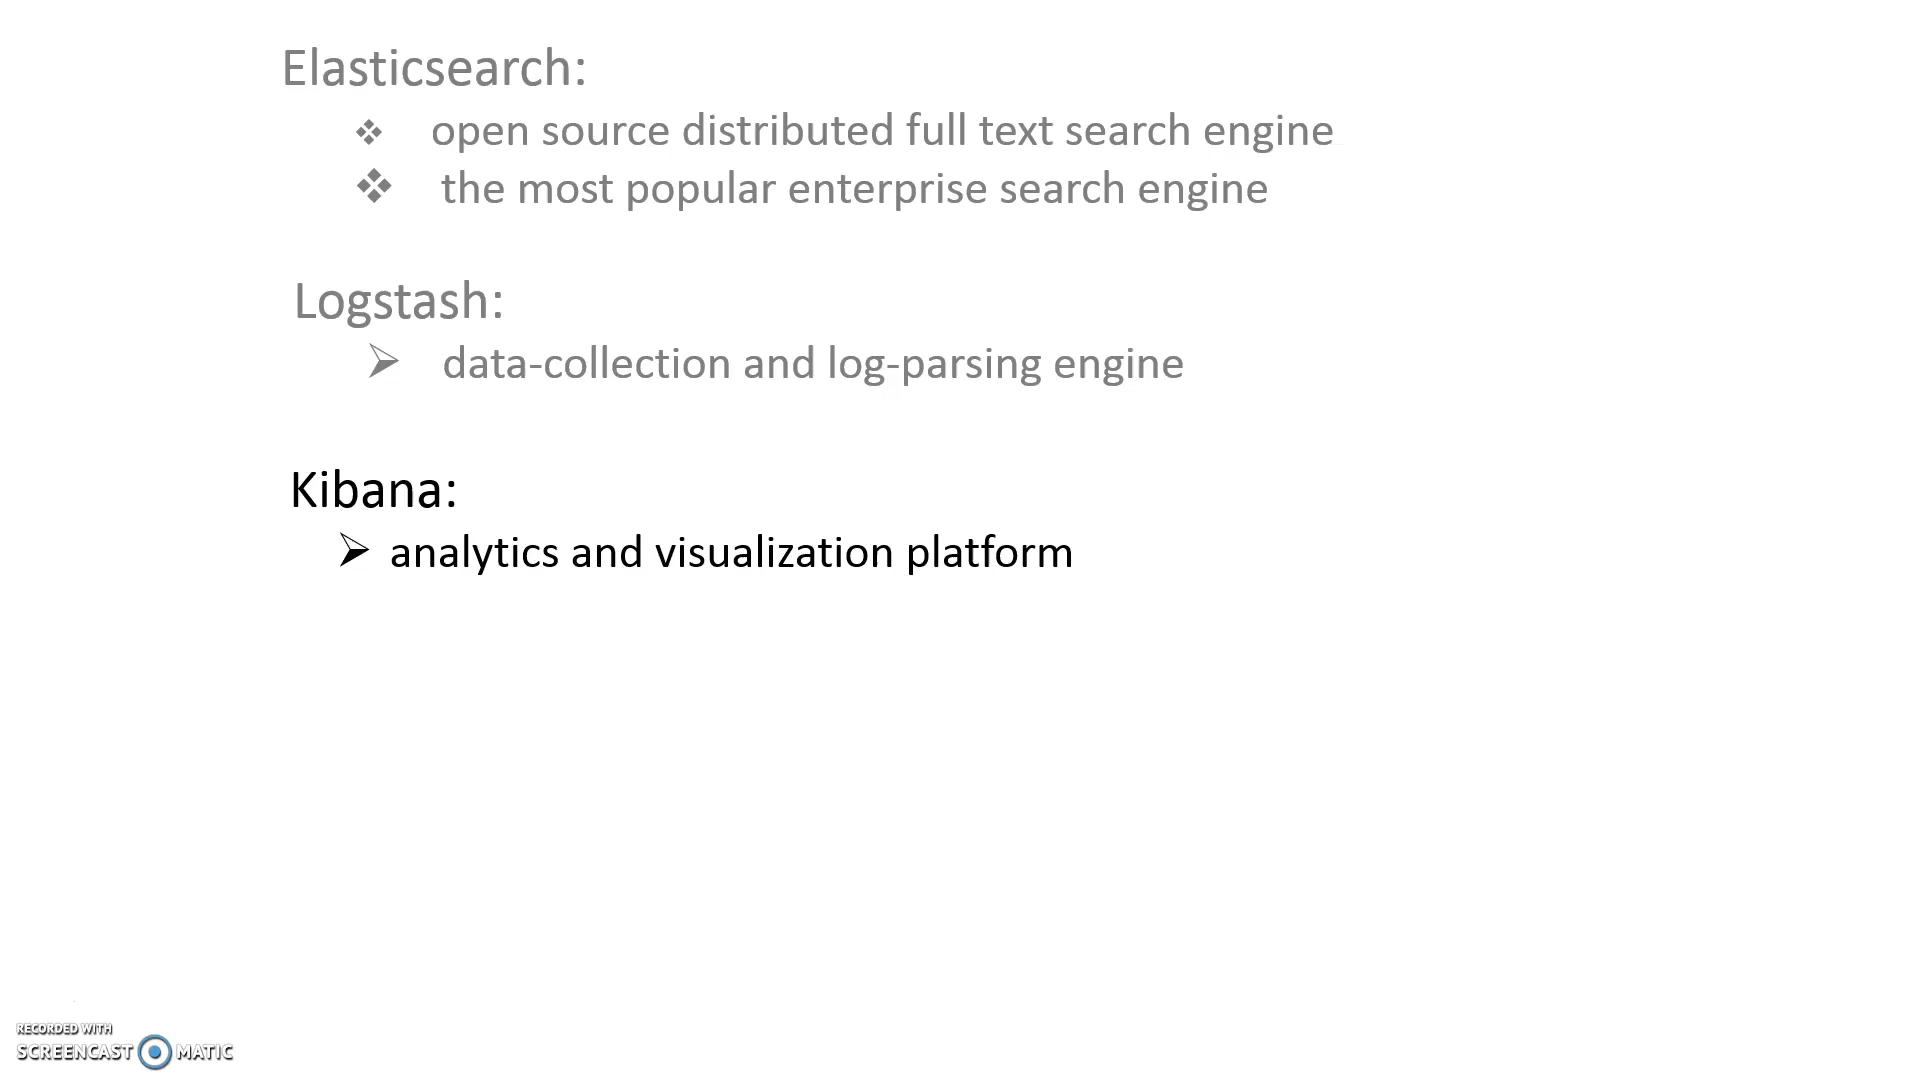 Elasticsearch:
❖ open source distributed full text search engine
❖ the most popular enterprise search engine
Logstash:
➢ data-collection and log-parsing engine
Kibana:
➢ analytics and visualization platform
RECORDED WITH
SCREENCAST MATIC